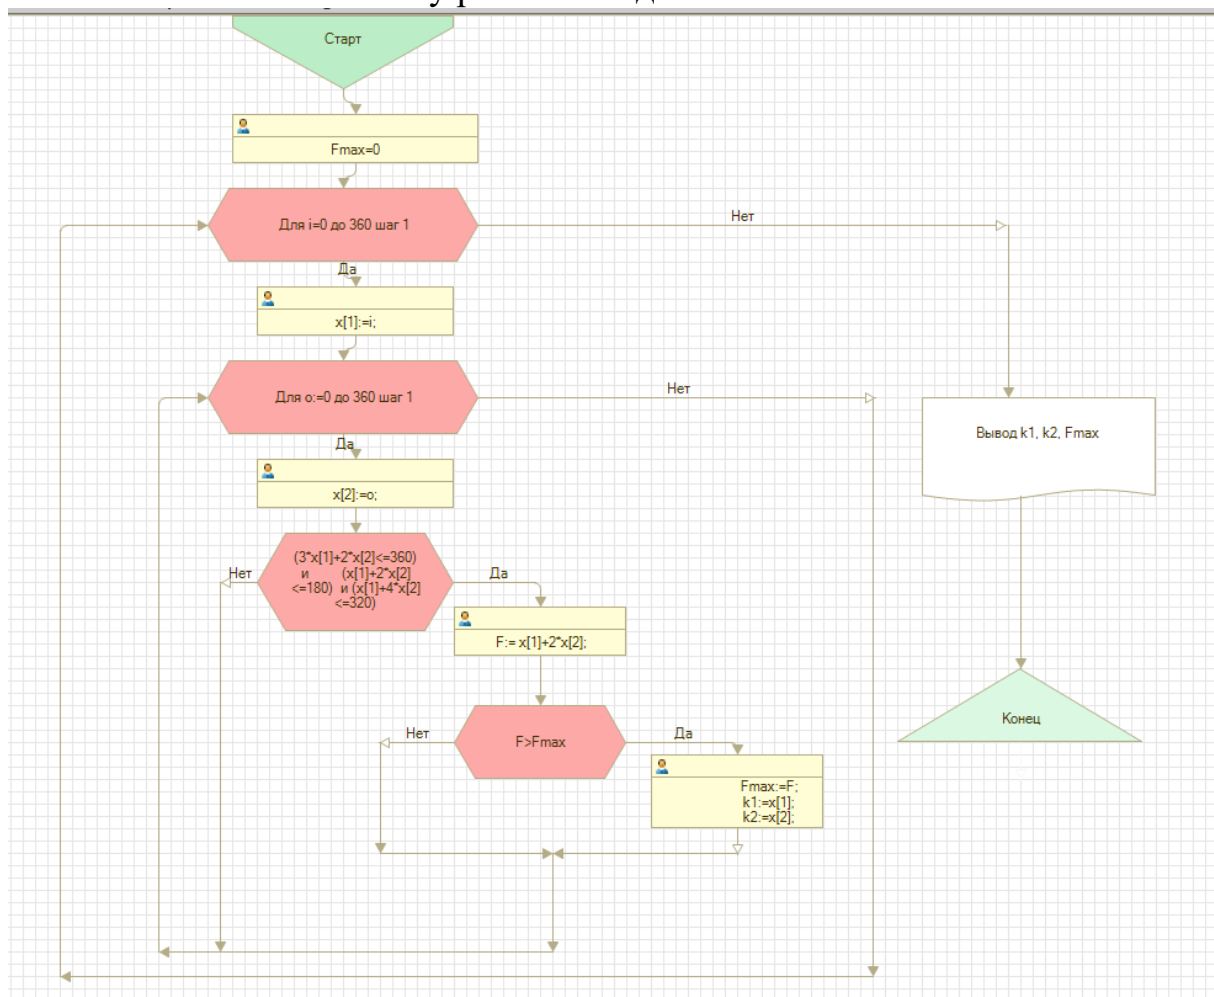 Старт
Fmax=0
Для i=0 до 360 шаг 1
Нет
Да
x[1]:=i;
Для o:=0 до 360 шаг 1
Нет
Да
Вывод k1, k2, Fmax
x[2]:=o;
(3*x[1]+2*x[2]<=360)
и (x[1]+2*x[2]
<=180) и (x[1]+4*x[2]
<=320)
Нет
Да
F:= x[1]+2*x[2];
F>Fmax
Нет
Да
Fmax:=F;
k1:=x[1];
k2:=x[2];
Конец